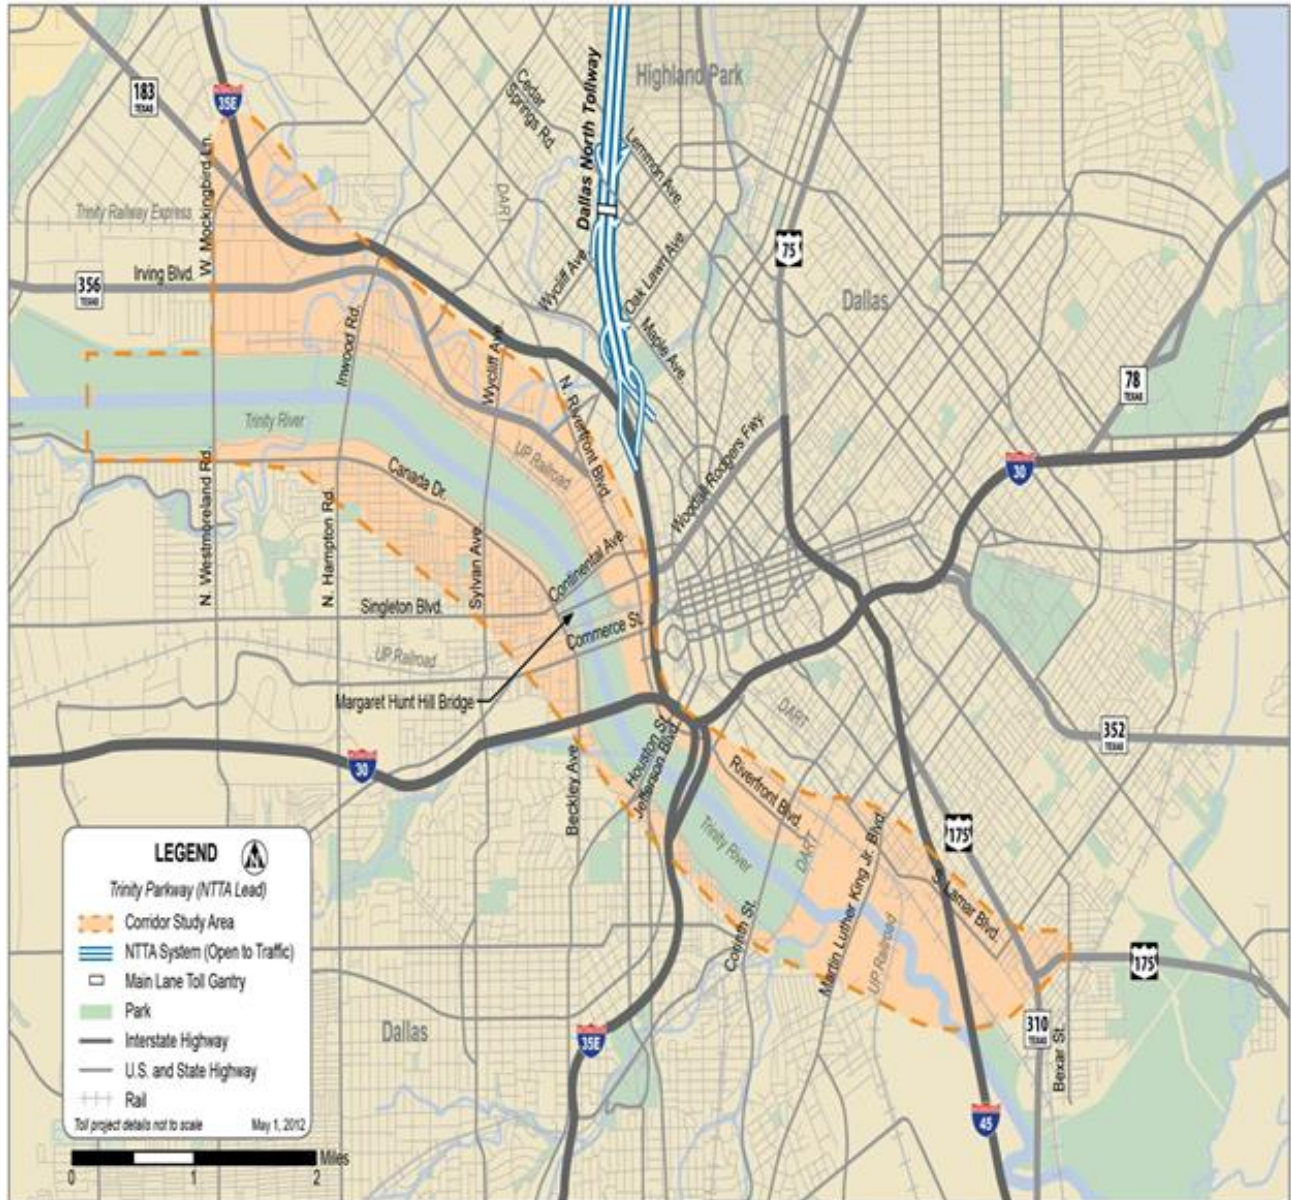 Highland Park
183
TEXAS
35E
Cedar
Springs Rd.
Dallas North Tollway
Lemmon Ave.
W. Mockingbird Ln.
DART
Trinity Railway Express
75
Irving Blvd.
356
TEXAS
Wycliff Ave.
Oak Lawn Ave
Dallas
Maple Ave.
Inwood Rd.
Wycliff Ave.
N. Riverfront Blvd.
78
TEXAS
Trinity River
UP Railroad
Woodall Rodgers Fwy.
30
Canada Dr.
N. Westmoreland Rd.
N. Hampton Rd.
Sylvan Ave.
Continental Ave.
Singleton Blvd.
Commerce St.
UP Railroad
Margaret Hunt Hill Bridge
DART
352
TEXAS
30
Houston St.
Jefferson Blvd.
Beckley Ave.
Riverfront Blvd.
Trinity River
DART
Martin Luther King Jr. Blvd.
175
S. Lamar Blvd.
Corinth St.
UP Railroad
175
310
TEXAS
Bexar St.
Dallas
35E
45
LEGEND
Trinity Parkway (NTTA Lead)
Corridor Study Area
NTTA System (Open to Traffic)
Main Lane Toll Gantry
Park
Interstate Highway
U.S. and State Highway
Rail
Toll project details not to scale May 1, 2012
Miles
0 1 2